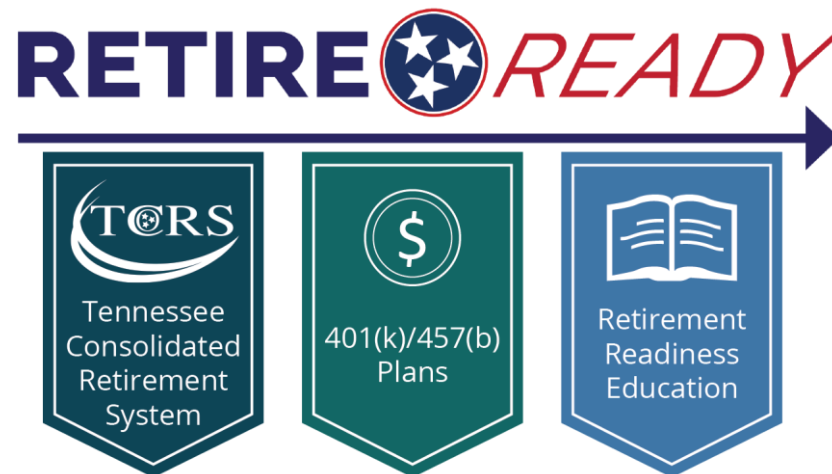 RETIRE READY
TCRS
Tennessee
Consolidated
Retirement
System
$
401(k)/457(b)
Plans
Retirement
Readiness
Education